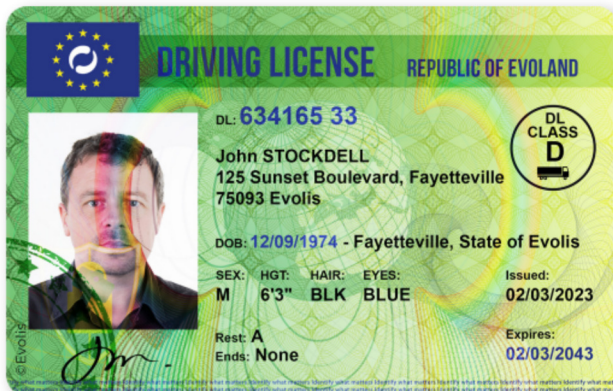 DRIVING LICENSE REPUBLIC OF EVOLAND
DL: 634165 33
DL
CLASS
D
John STOCKDELL
125 Sunset Boulevard, Fayetteville
75093 Evolis
DOB: 12/09/1974 - Fayetteville, State of Evolis
SEX: HGT: HAIR: EYES: Issued:
M 6'3" BLK BLUE 02/03/2023
Rest: A Expires:
Ends: None 02/03/2043
©Evolis